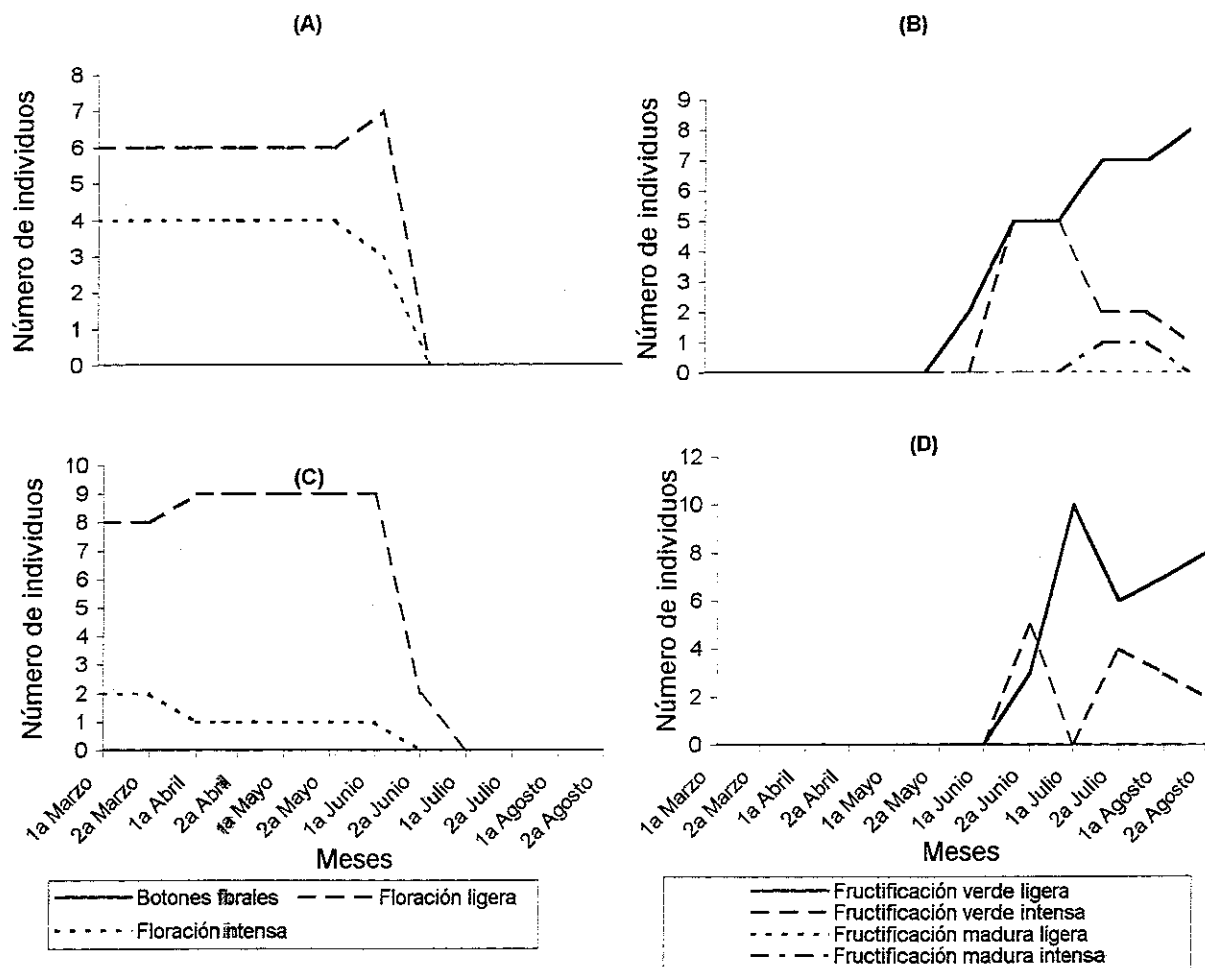 (A)
Número de individuos
8
7
6
5
4
3
2
1
0
(B)
Número de individuos
9
8
7
6
5
4
3
2
1
0
(C)
Número de individuos
10
9
8
7
6
5
4
3
2
1
0
1a Marzo
2a Marzo
1a Abril
2a Abril
1a Mayo
2a Mayo
1a Junio
2a Junio
1a Julio
2a Julio
1a Agosto
2a Agosto
Meses
(D)
Número de individuos
12
10
8
6
4
2
0
1a Marzo
2a Marzo
1a Abril
2a Abril
1a Mayo
2a Mayo
1a Junio
2a Junio
1a Julio
2a Julio
1a Agosto
2a Agosto
Meses
Botones florales
Floración ligera
Floración intensa
Fructificación verde ligera
Fructificación verde intensa
Fructificación madura ligera
Fructificación madura intensa